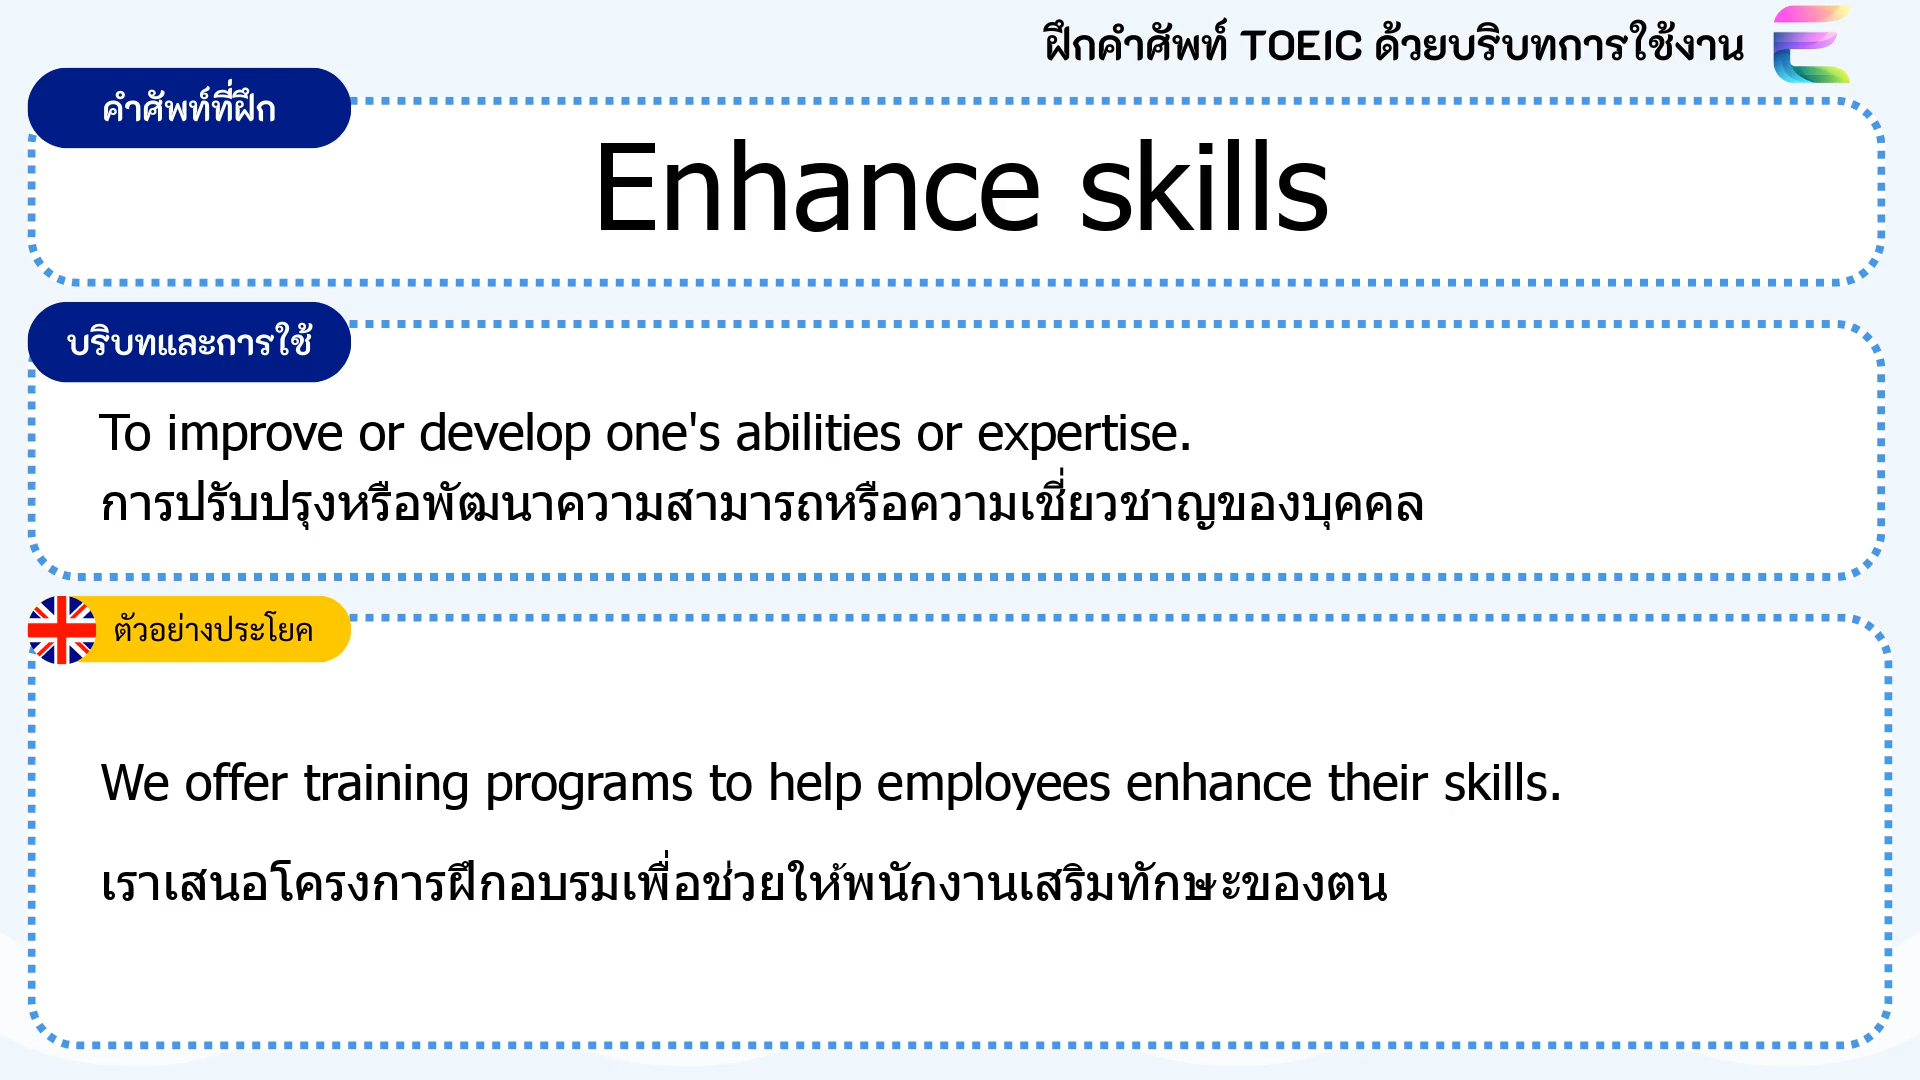 ฝึกคำศัพท์ TOEIC ด้วยบริบทการใช้งาน
คำศัพท์ที่ฝึก
Enhance skills
บริบทและการใช้
To improve or develop one's abilities or expertise.
การปรับปรุงหรือพัฒนาความสามารถหรือความเชี่ยวชาญของบุคคล
ตัวอย่างประโยค
We offer training programs to help employees enhance their skills.
เราเสนอโครงการฝึกอบรมเพื่อช่วยให้พนักงานเสริมทักษะของตน